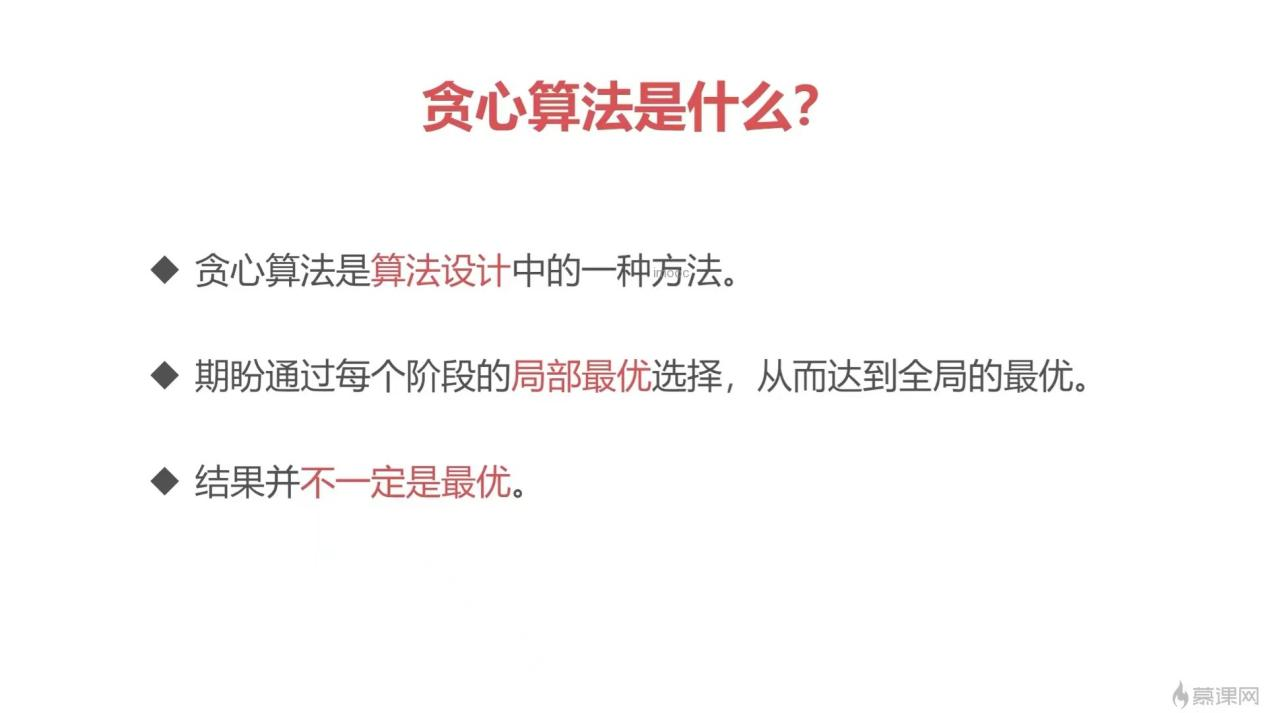 贪心算法是什么？
◆ 贪心算法是算法设计中的一种方法。
imooc
◆ 期盼通过每个阶段的局部最优选择，从而达到全局的最优。
◆ 结果并不一定是最优。
慕课网